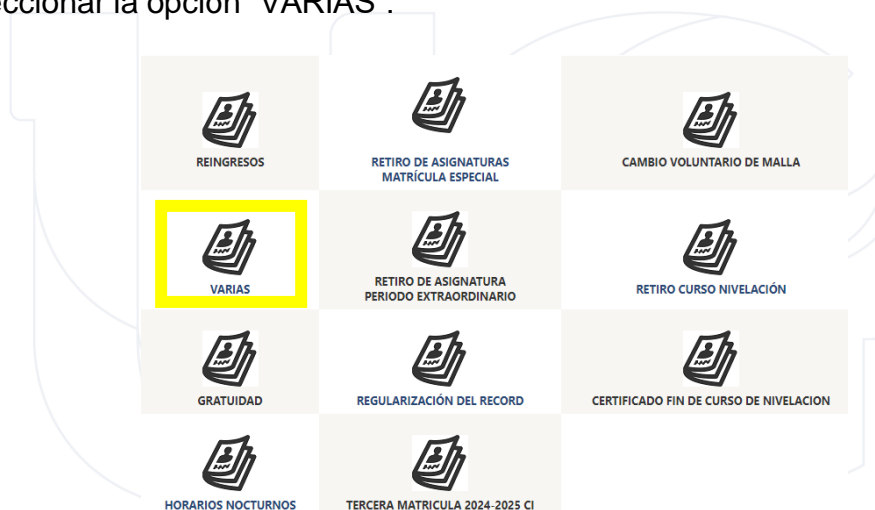 eccionar la opción "VARIAS".
REINGRESOS
RETIRO DE ASIGNATURAS
MATRÍCULA ESPECIAL
CAMBIO VOLUNTARIO DE MALLA
VARIAS
RETIRO DE ASIGNATURA
PERIODO EXTRAORDINARIO
RETIRO CURSO NIVELACIÓN
GRATUIDAD
REGULARIZACIÓN DEL RECORD
CERTIFICADO FIN DE CURSO DE NIVELACION
HORARIOS NOCTURNOS
TERCERA MATRICULA 2024-2025 CI